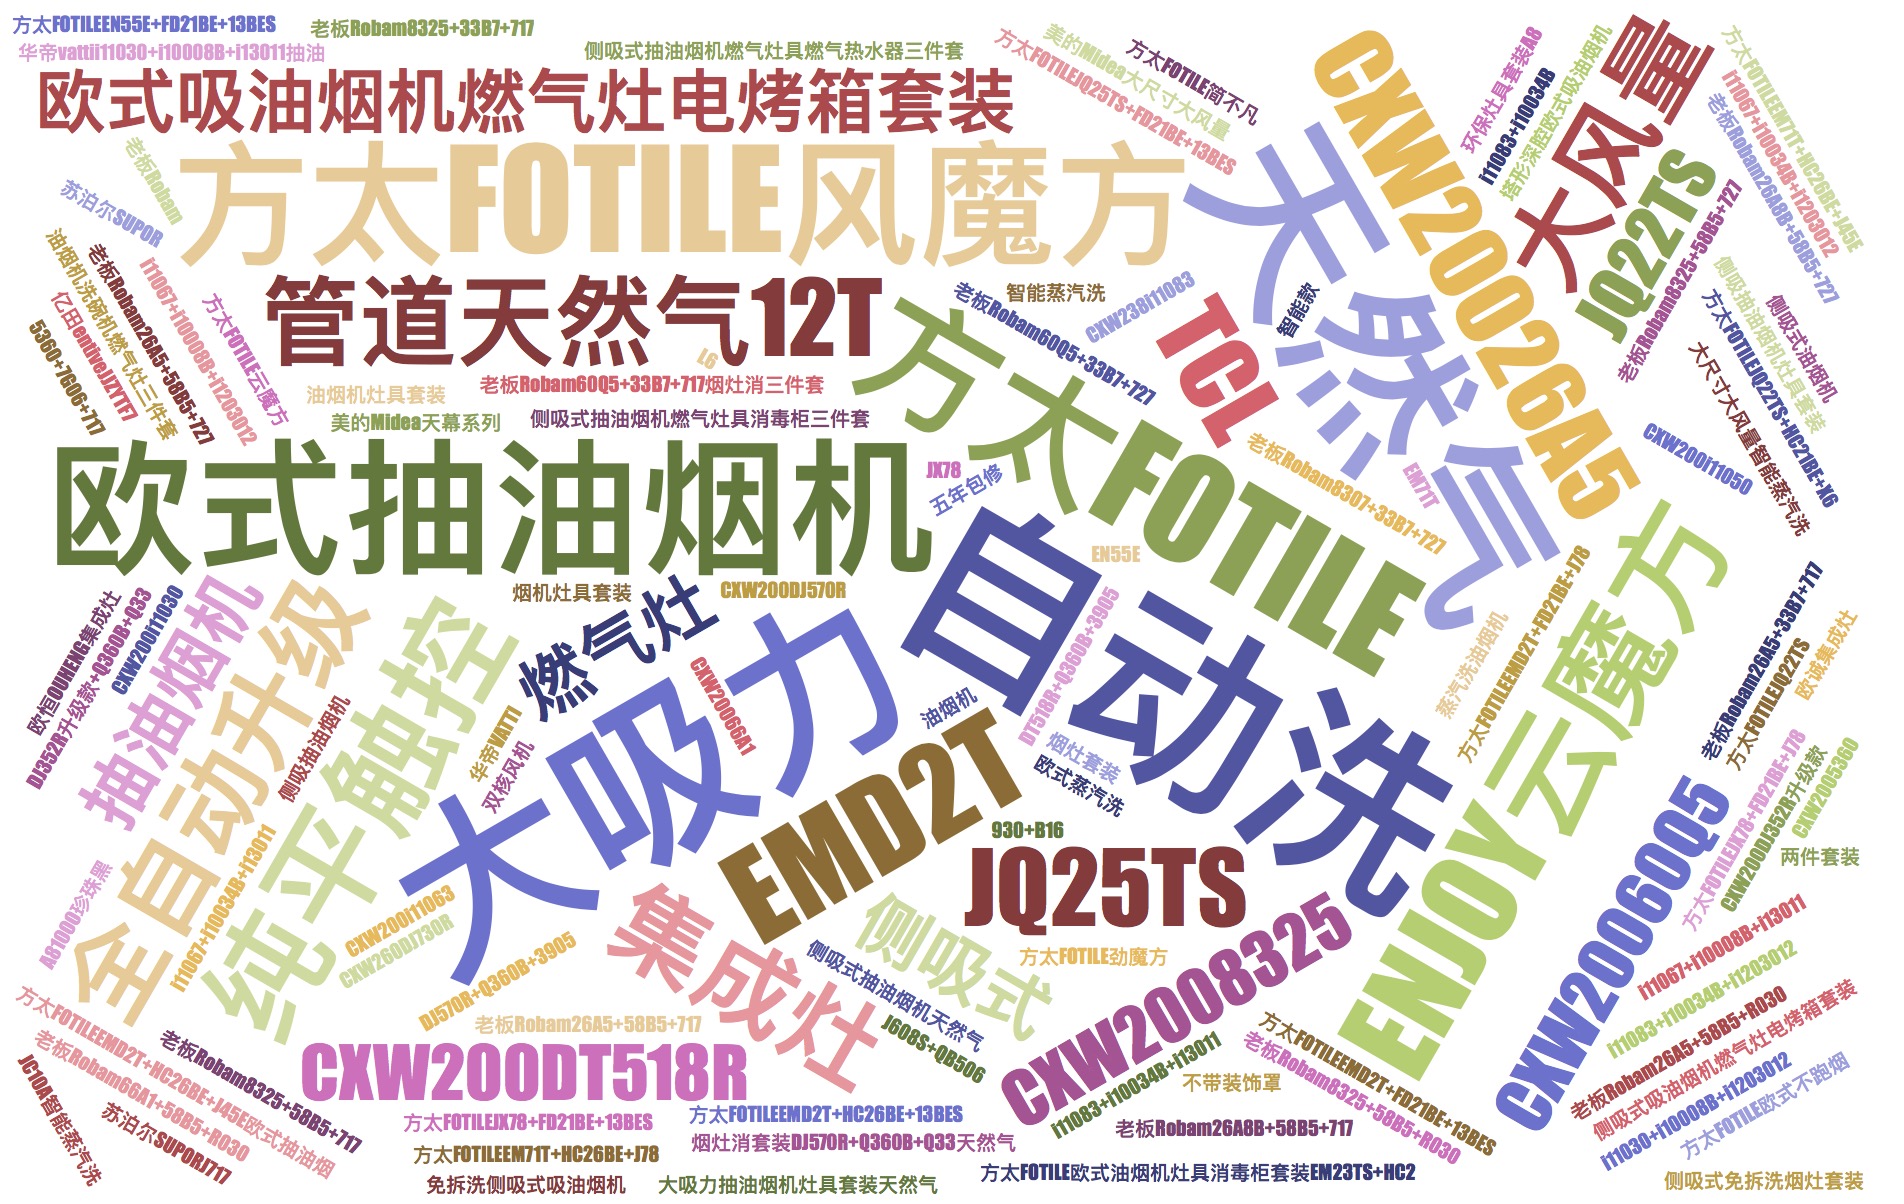 方太FOTILEEN55E+FD21BE+13BES
老板Robam8325+33B7+717
华帝vattii11030+i10008B+i13011抽油
侧吸式抽油烟机燃气灶具燃气热水器三件套
欧式吸油烟机燃气灶电烤箱套装
方太FOTILE风魔方
管道天然气12T
方太FOTILE简不凡
美的Midea大尺寸大风量
方太FOTILEJQ25TS+FD21BE+13BES
CXW20026A5
天然气
大风量
JQ22TS
环保灶具套装A8
i11083+i10034B
塔形深腔欧式吸油烟机
方太FOTILEEM71T+HC26BE+J45E
i11067+i10034B+i1203012
老板Robam26A8B+58B5+727
老板Robam8325+58B5+727
老板Robam
苏泊尔SUPOR
油烟机洗碗机燃气灶三件套
老板Robam26A5+58B5+727
i11067+i10008B+i1203012
方太FOTILE云魔方
亿田entiveJJZYTF7
5360+7606+717
L6
油烟机灶具套装
老板Robam60Q5+33B7+717烟灶消三件套
美的Midea天幕系列
侧吸式抽油烟机燃气灶具消毒柜三件套
智能蒸汽洗
老板Robam60Q5+33B7+727
CXW238i11083
智能款
TCL
方太FOTILE
侧吸抽油烟机灶具套装
侧吸式油烟机
方太FOTILEJQ22TS+HC21BE+X6
大尺寸大风量智能蒸汽洗
CXW200i11050
老板Robam8307+33B7+727
EM71T
欧式抽油烟机
JX78
五年包修
EN55E
自动洗
烟机灶具套装
CXW200DJ570R
燃气灶
大吸力
CXW20066A1
欧恒OUHENG集成灶
DJ352R升级款+Q360B+Q33
CXW200i11030
抽油烟机
全自动升级
侧吸抽油烟机
纯平触控
华帝VATTI
双核风机
油烟机
DT518R+Q360B+3905
烟灶套装
欧式蒸汽洗
EMD2T
930+B16
JQ25TS
ENJOY云魔方
蒸汽洗油烟机
方太FOTILEEMD2T+FD21BE+J78
老板Robam26A5+33B7+717
方太FOTILEJQ22TS
欧诚集成灶
CXW20060Q5
方太FOTILEJX78+FD21BE+J78
CXW200DJ352R升级款
CXW2005360
两件套装
A81000珍珠黑
i11067+i10034B+i13011
CXW200i11063
CXW260DJ730R
DJ570R+Q360B+3905
老板Robam26A5+58B5+717
集成灶
侧吸式
侧吸式抽油烟机天然气
J608S+QB506
方太FOTILE劲魔方
CXW2008325
i11083+i10034B+i13011
不带装饰罩
方太FOTILEEMD2T+FD21BE+13BES
老板Robam8325+58B5+R030
方太FOTILEEMD2T+HC26BE+J45E欧式抽油烟
老板Robam66A1+58B5+R030
老板Robam8325+58B5+717
JC10A智能蒸汽洗
苏泊尔SUPORJ717
CXW200DT518R
方太FOTILEJX78+FD21BE+13BES
方太FOTILEEMD2T+HC26BE+13BES
方太FOTILEEM71T+HC26BE+J78
烟灶消套装DJ570R+Q360B+Q33天然气
免拆洗侧吸式吸油烟机
大吸力抽油烟机灶具套装天然气
老板Robam26A8B+58B5+717
方太FOTILE欧式油烟机灶具消毒柜套装EM23TS+HC2
i11067+i10008B+i13011
i11083+i10034B+i1203012
老板Robam26A5+58B5+R030
侧吸式吸油烟机燃气灶电烤箱套装
i11030+i10008B+i1203012
方太FOTILE欧式不跑烟
侧吸式免拆洗烟灶套装